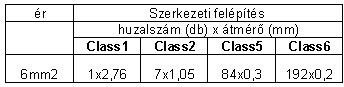 ér Szerkezeti felépítés
huzalszám (db) x átmérő (mm)
Class1 Class2 Class5 Class6
6mm2 1x2,76 7x1,05 84x0,3 192x0,2